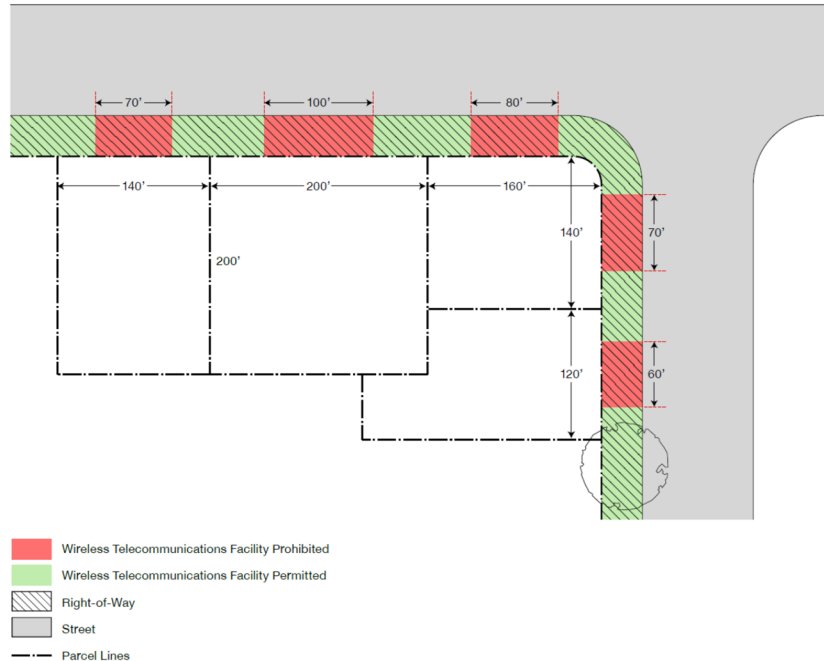 70'
100'
80'
140'
200'
160'
140'
70'
200'
120'
60'
Wireless Telecommunications Facility Prohibited
Wireless Telecommunications Facility Permitted
Right-of-Way
Street
Parcel Lines